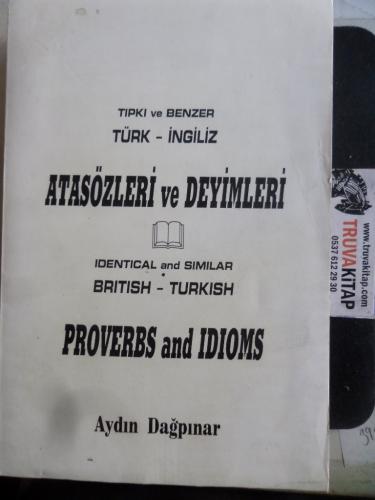 TIPKI ve BENZER
TÜRK - İNGİLİZ
ATASÖZLERİ ve DEYİMLERİ
IDENTICAL and SIMILAR
BRITISH - TURKISH
PROVERBS and IDIOMS
Aydın Dağpınar
www.truvakitap.com
TRUVAKİTAP
0537 612 29 30